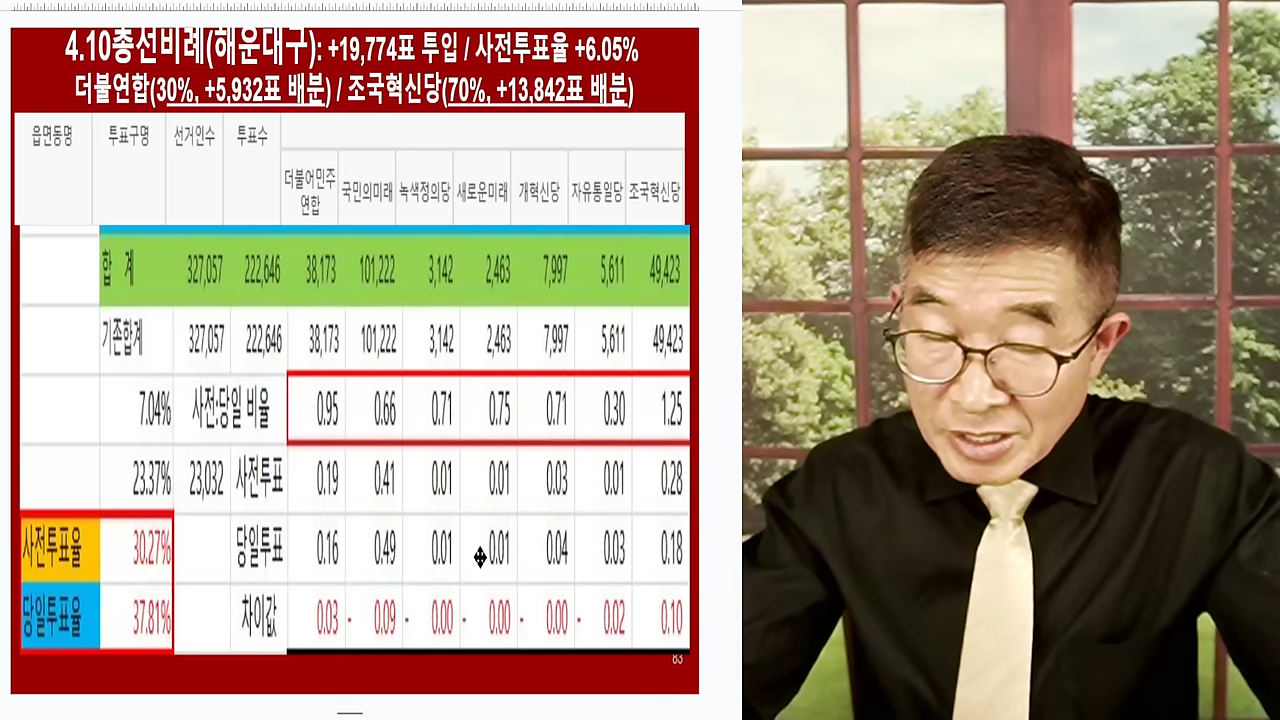 4.10총선비례(해운대구): +19,774표 투입 / 사전투표율 +6.05%
더불연합(30%, +5,932표 배분) / 조국혁신당(70%, +13,842표 배분)
읍면동명 투표구명 선거인수 투표수
더불어민주연합 국민의미래 녹색정의당 새로운미래 개혁신당 자유통일당 조국혁신당
합 계 327,057 222,646 38,173 101,222 3,142 2,463 7,997 5,611 49,423
기존합계 327,057 222,646 38,173 101,222 3,142 2,463 7,997 5,611 49,423
7.04% 사전·당일 비율 0.95 0.66 0.71 0.75 0.71 0.30 1.25
23.37% 23,032 사전투표 0.19 0.41 0.01 0.01 0.03 0.01 0.28
사전투표율 30.27% 당일투표 0.16 0.49 0.01 0.01 0.04 0.03 0.18
당일투표율 37.81% 차이값 0.03 - 0.09 - 0.00 - 0.00 - 0.00 - 0.02 0.10
83